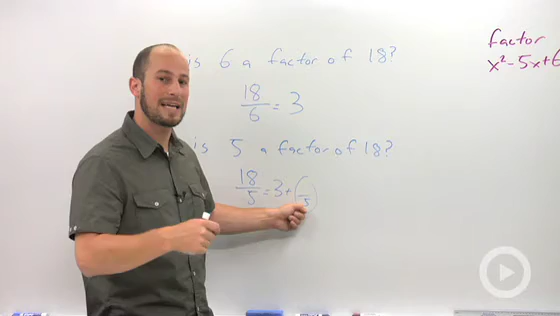 is 6 a factor of 18?
18/6 = 3
is 5 a factor of 18?
18/5 = 3 + ( /5)
factor
x²-5x+6